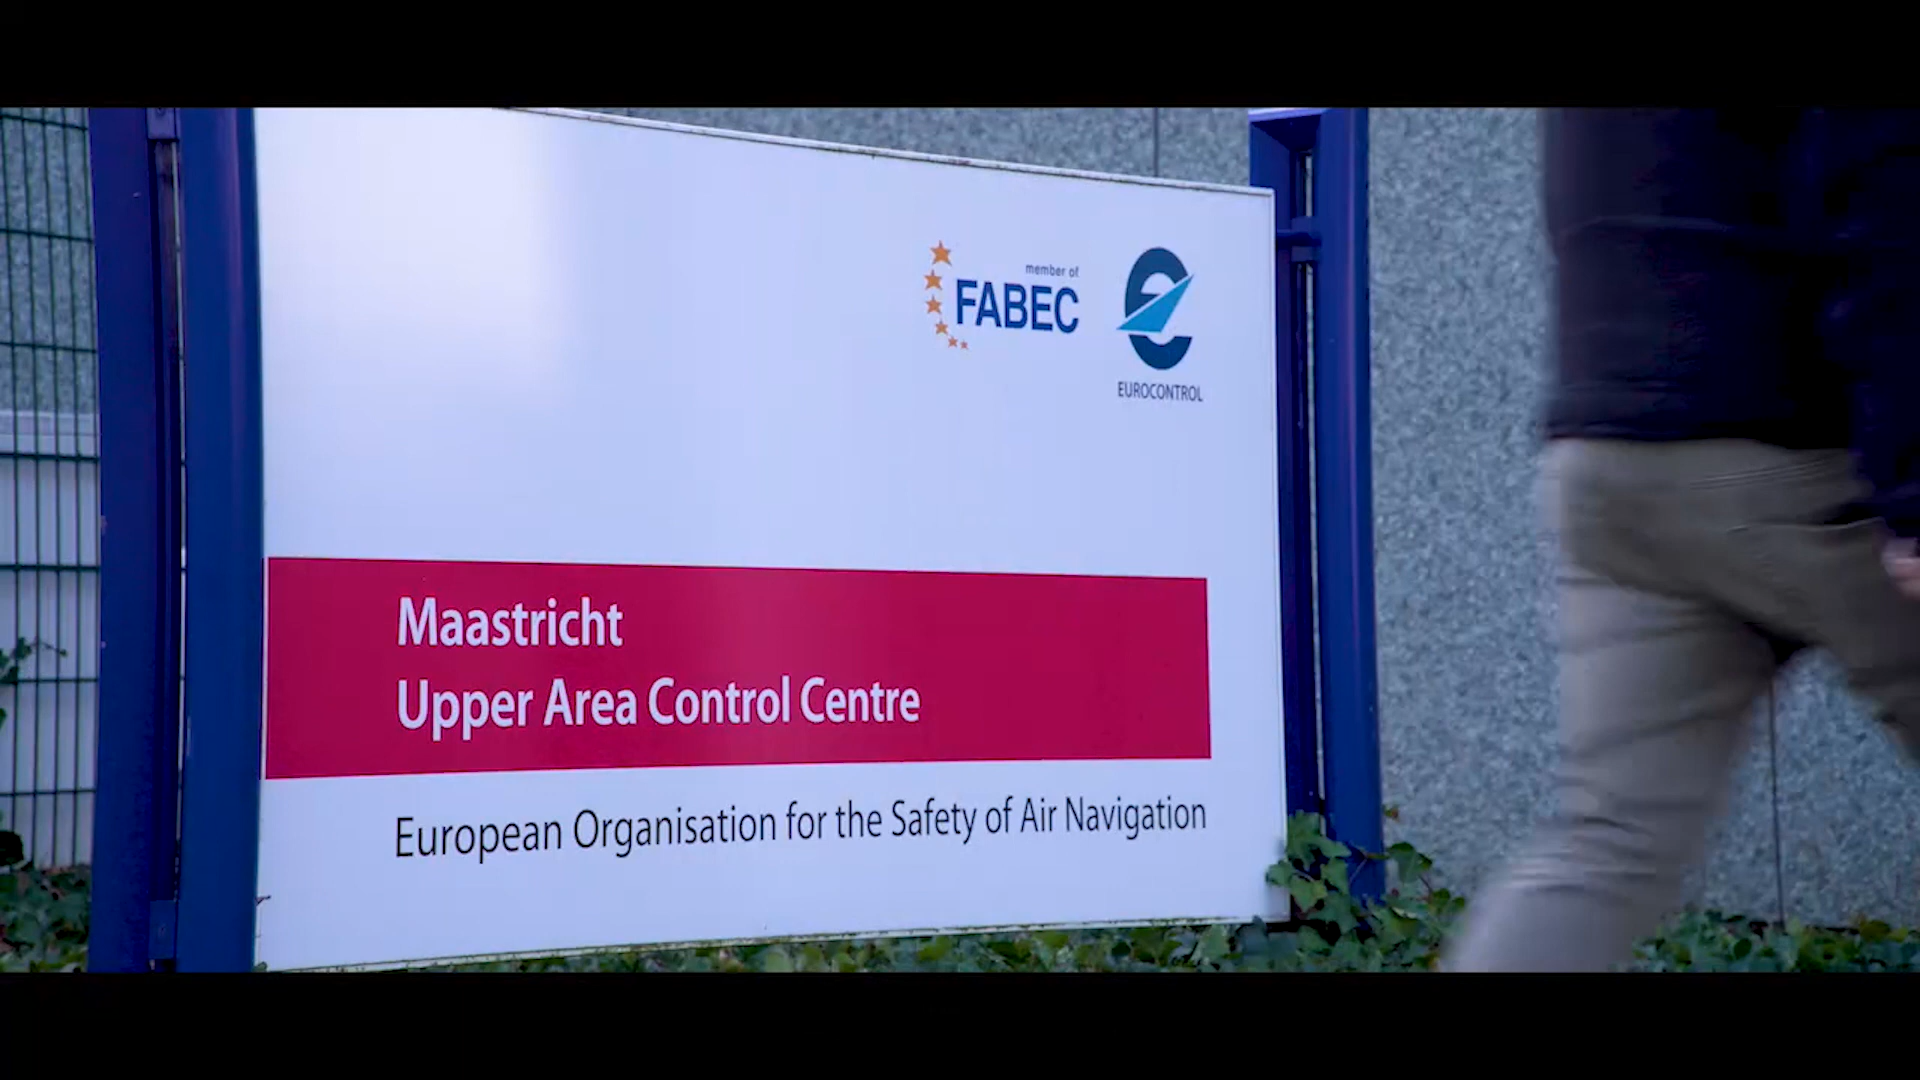 member of
FABEC
EUROCONTROL
Maastricht
Upper Area Control Centre
European Organisation for the Safety of Air Navigation